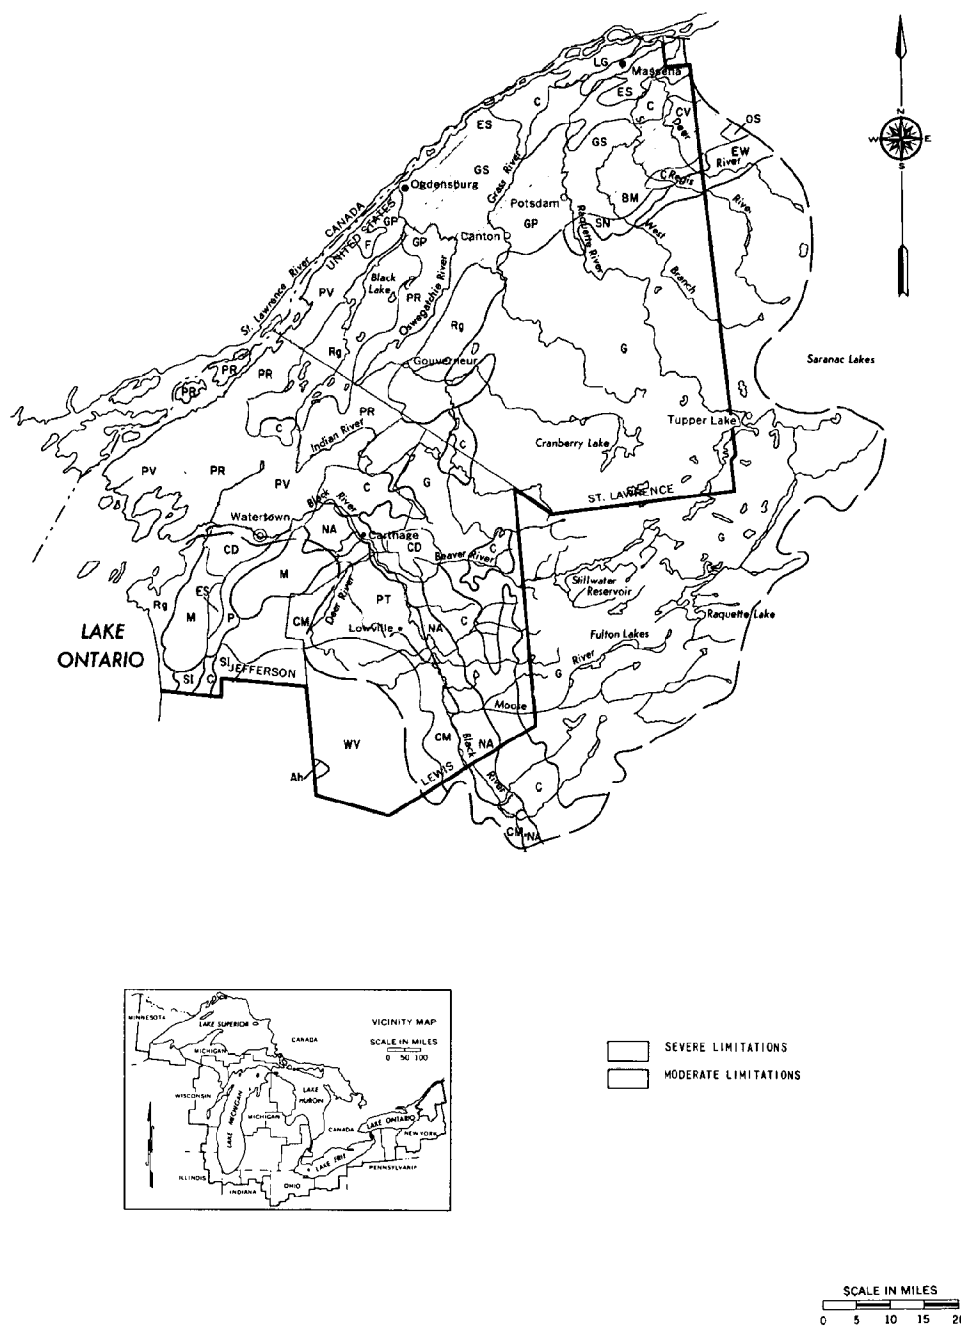 LG
Massena
ES
C
C
CV
OS
ES
S
Deer
GS
EW
GS
Grass River
River
C
Regis
Ogdensburg
Potsdam
BM
River
CANADA
UNITED STATES
GP
GP
SN
West
F
GP
Canton
Raquette River
St. Lawrence River
Black
Lake
Oswegatchie River
Branch
PV
PR
Rg
Rg
G
Gouverneur
Saranac Lakes
PR
PR
PR
PR
Tupper Lake
C
Indian River
Cranberry Lake
C
S
PV
PR
PV
C
G
ST. LAWRENCE
Black
River
Watertown
NA
Carthage
G
CD
CD
Beaver River
C
M
Stillwater
Reservoir
ES
Rg
M
P
CM
Deer River
PT
Raquette Lake
LAKE
ONTARIO
Lowville
NA
C
Fulton Lakes
River
SI
JEFFERSON
SI
C
G
Moose
WV
CM
Black
NA
Ah
LEWIS
River
C
CM
NA
N
W
E
S
MINNESOTA
LAKE SUPERIOR
VICINITY MAP
SCALE IN MILES
0 50 100
CANADA
MICHIGAN
WISCONSIN
LAKE MICHIGAN
LAKE
HURON
MICHIGAN
CANADA
LAKE ONTARIO
NEW YORK
LAKE ERIE
PENNSYLVANIA
ILLINOIS
INDIANA
OHIO
SEVERE LIMITATIONS
MODERATE LIMITATIONS
SCALE IN MILES
0 5 10 15 20